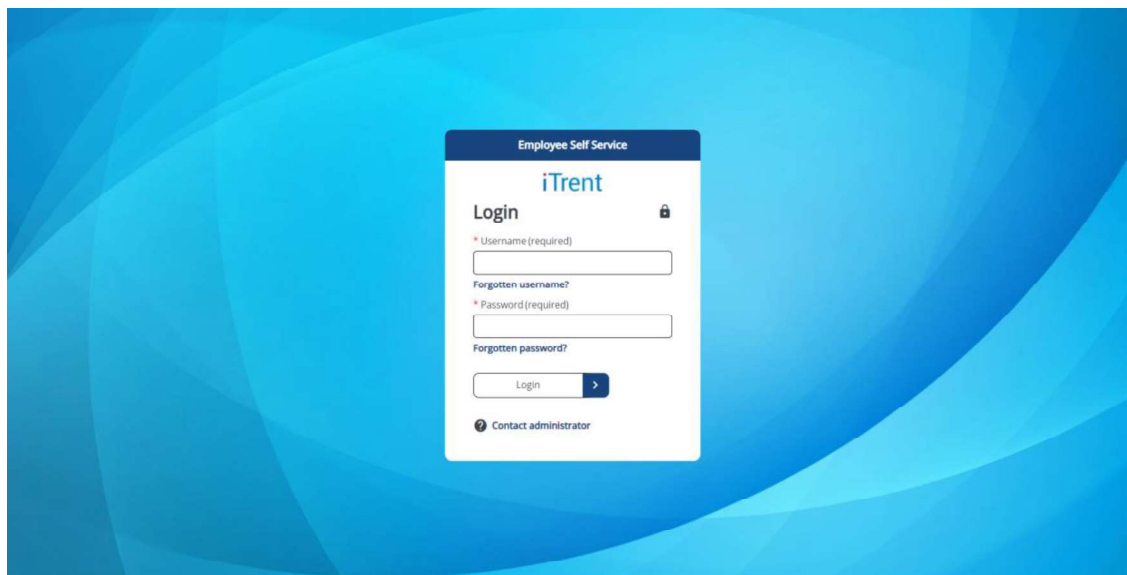 Employee Self Service
iTrent
Login
* Username (required)
Forgotten username?
* Password (required)
Forgotten password?
Login
Contact administrator